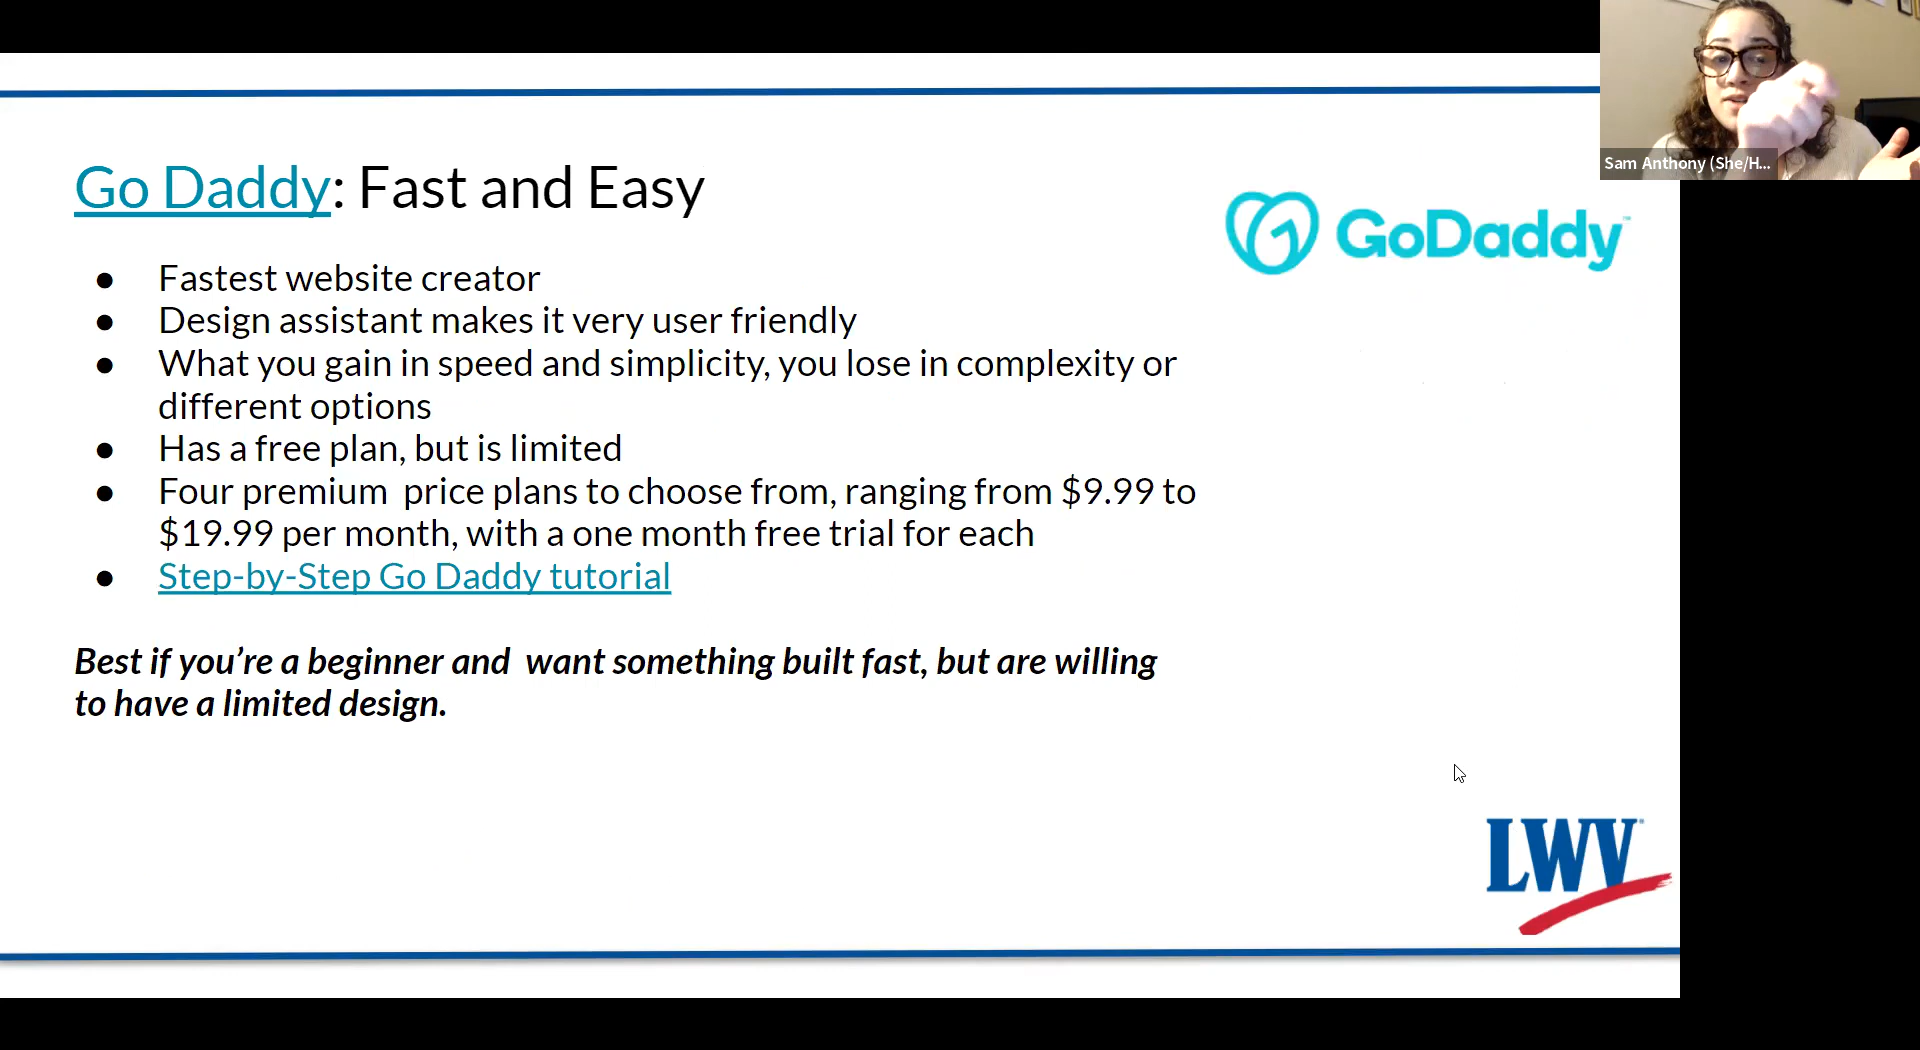 Sam Anthony (She/H...
Go Daddy: Fast and Easy
GoDaddy™
● Fastest website creator
● Design assistant makes it very user friendly
● What you gain in speed and simplicity, you lose in complexity or
different options
● Has a free plan, but is limited
● Four premium  price plans to choose from, ranging from $9.99 to
$19.99 per month, with a one month free trial for each
● Step-by-Step Go Daddy tutorial
Best if you’re a beginner and  want something built fast, but are willing
to have a limited design.
LWV®